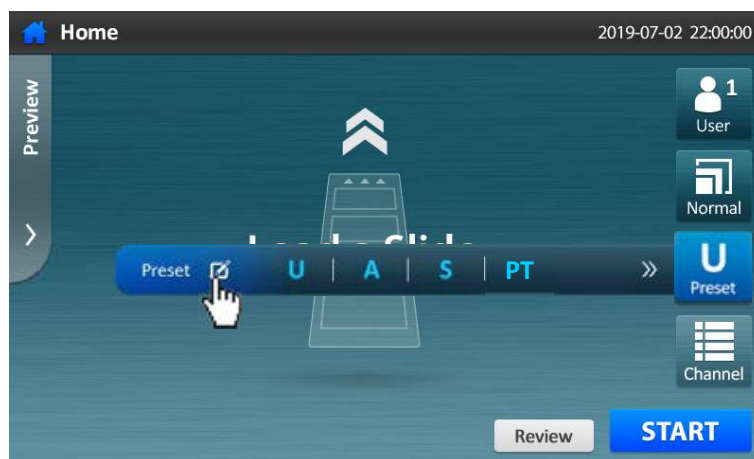 Home
2019-07-02 22:00:00
Preview
1
User
Normal
Preset
U | A | S | PT
U
Preset
Channel
Review
START